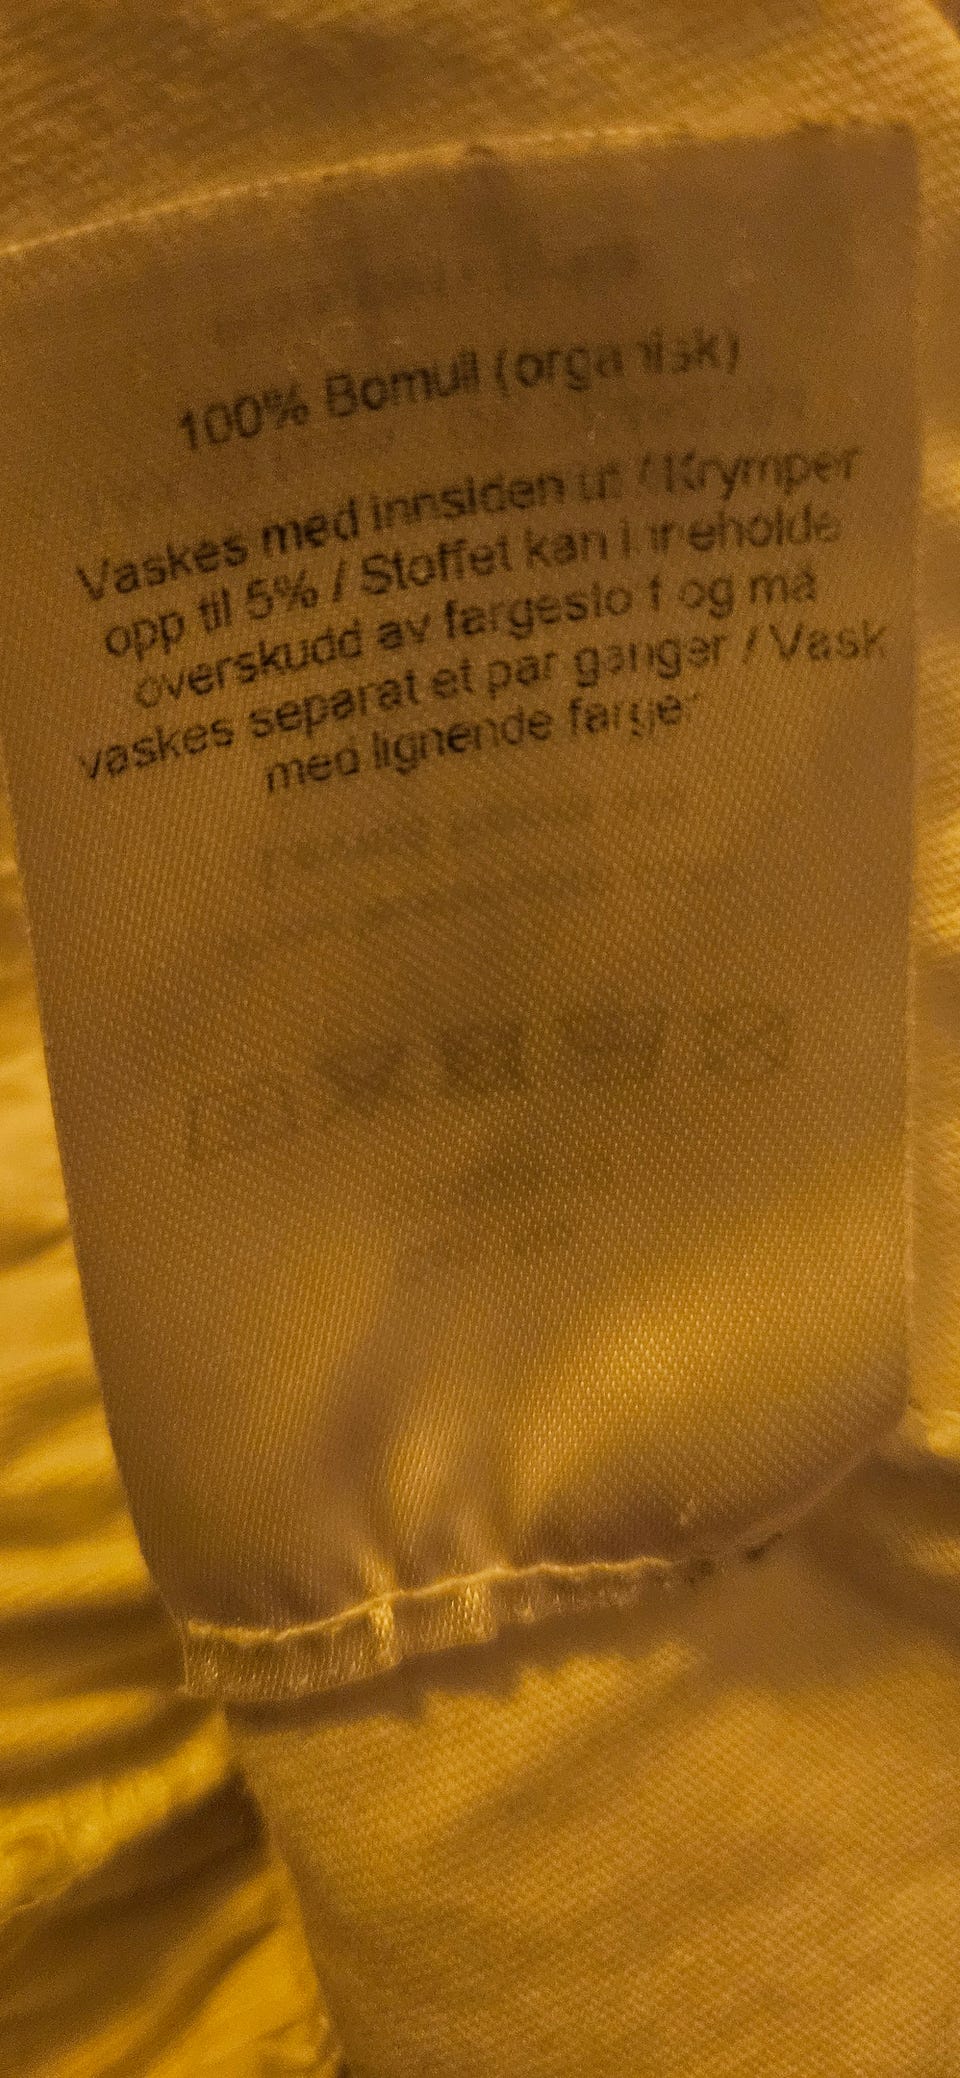 100% Bomull (organisk)
Vaskes med innsiden ut / Krymper
opp til 5% / Stoffet kan inneholde
overskudd av fargestoff og må
vaskes separat et par ganger / Vask
med lignende farger